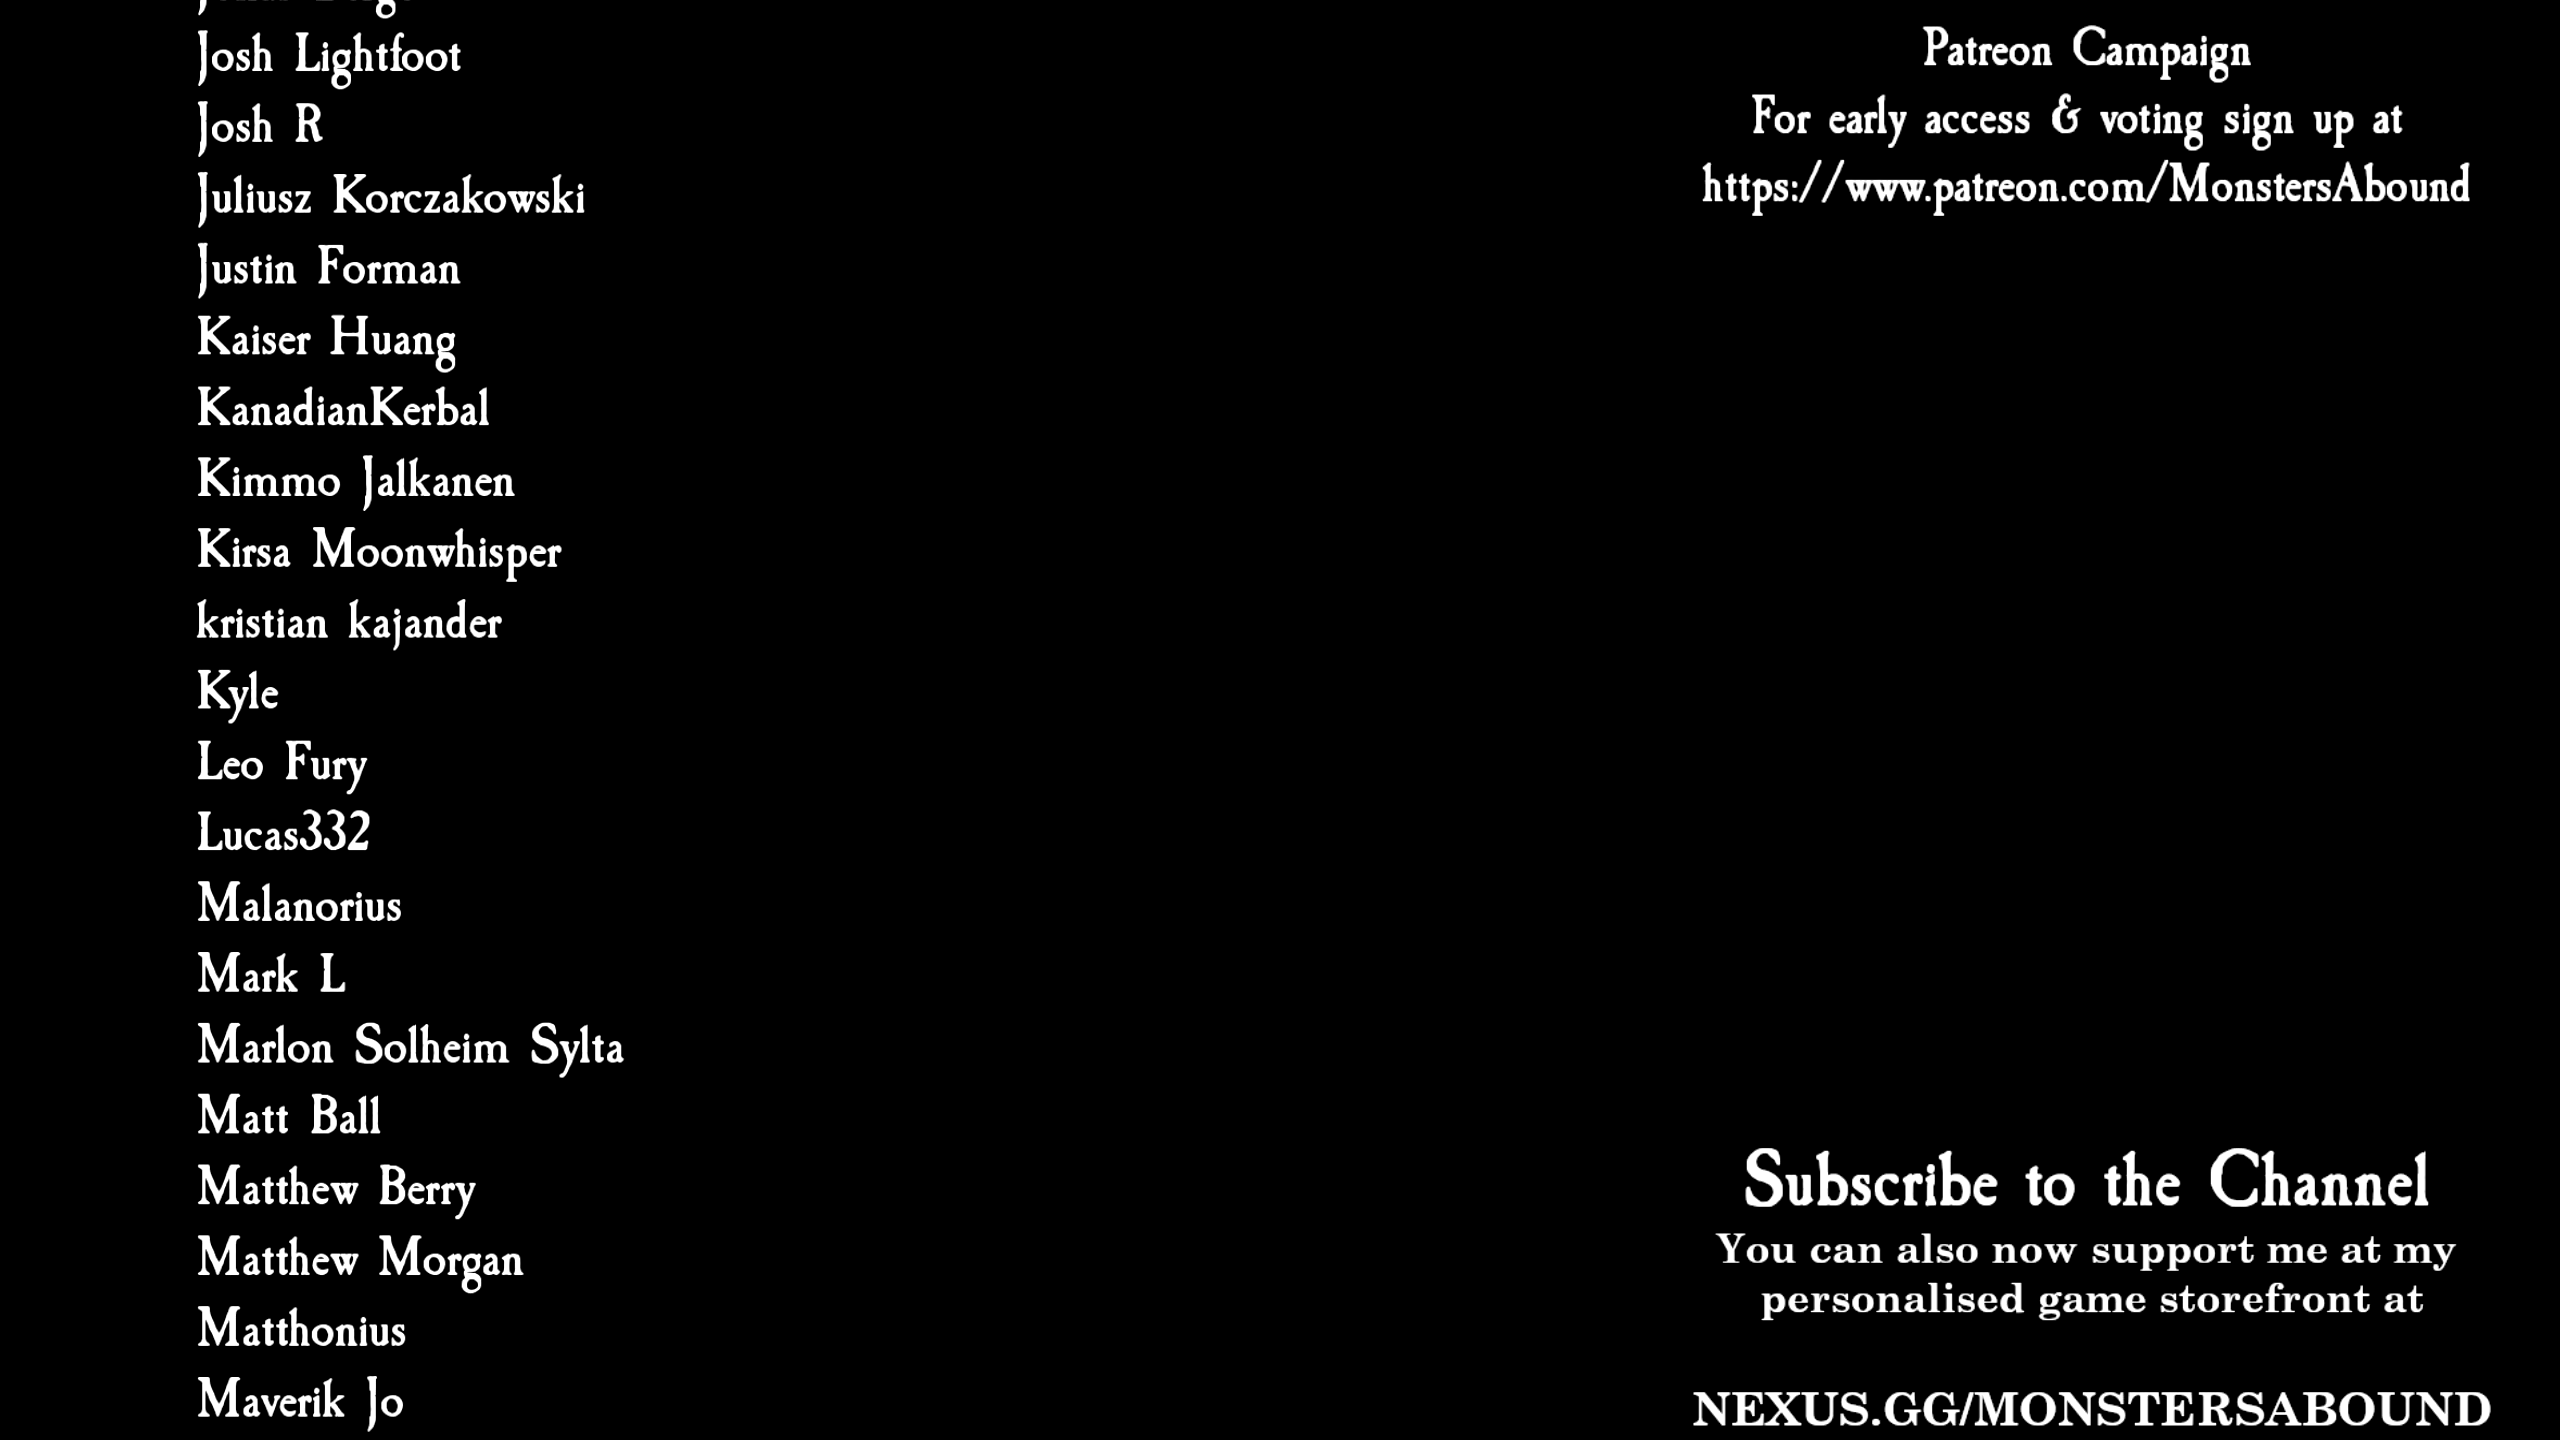 Josh Lightfoot
Josh R
Juliusz Korczakowski
Justin Forman
Kaiser Huang
KanadianKerbal
Kimmo Jalkanen
Kirsa Moonwhisper
kristian kajander
Kyle
Leo Fury
Lucas332
Malanorius
Mark L
Marlon Solheim Sylta
Matt Ball
Matthew Berry
Matthew Morgan
Matthonius
Maverik Jo
Patreon Campaign
For early access & voting sign up at
https://www.patreon.com/MonstersAbound
Subscribe to the Channel
You can also now support me at my
personalised game storefront at
NEXUS.GG/MONSTERSABOUND